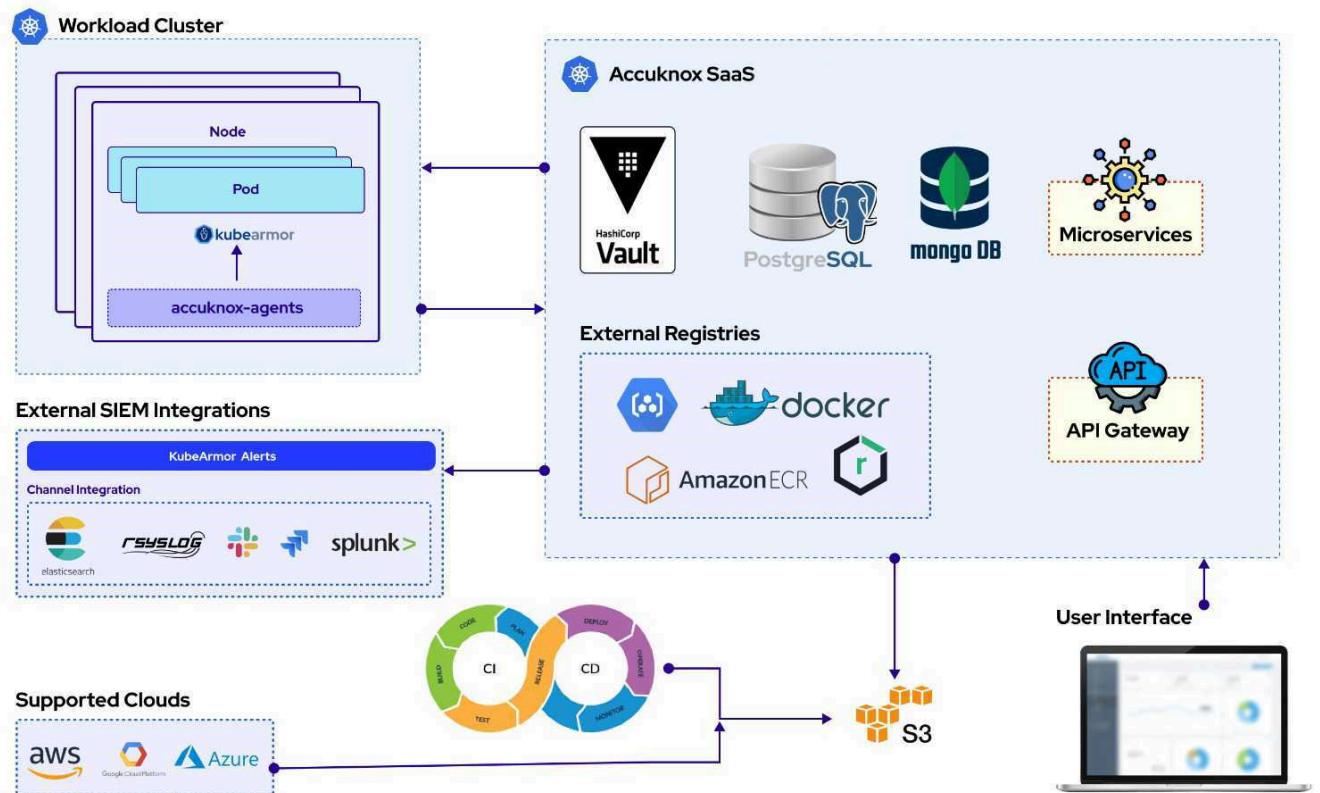 Workload Cluster
Node
Pod
kubearmor
accuknox-agents
Accuknox SaaS
HashiCorp
Vault
PostgreSQL
mongo DB
Microservices
External Registries
docker
Amazon ECR
r
API
API Gateway
External SIEM Integrations
KubeArmor Alerts
Channel Integration
elasticsearch
rsyslog
splunk>
CODE
PLAN
BUILD
TEST
RELEASE
DEPLOY
OPERATE
MONITOR
CI
CD
S3
User Interface
Supported Clouds
aws
Google Cloud Platform
Azure